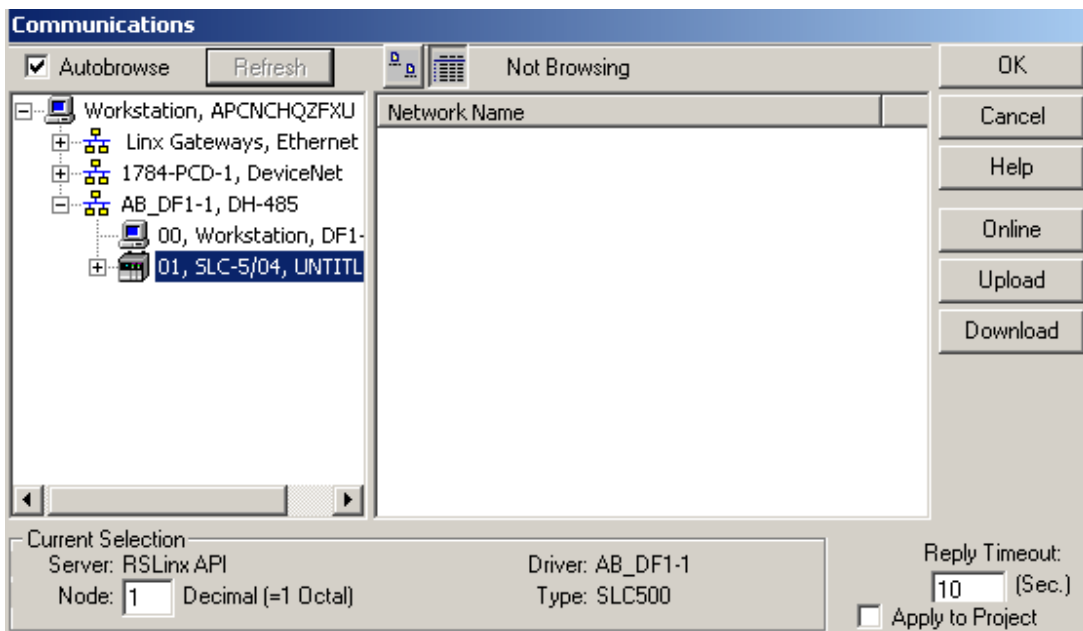 Communications
Autobrowse
Refresh
Not Browsing
OK
Workstation, APCNCHQZFXU
Linx Gateways, Ethernet
1784-PCD-1, DeviceNet
AB_DF1-1, DH-485
00, Workstation, DF1-
01, SLC-5/04, UNTITL
Network Name
Cancel
Help
Online
Upload
Download
Current Selection
Server: RSLinx API
Driver: AB_DF1-1
Node: 1 Decimal (=1 Octal)
Type: SLC500
Reply Timeout:
10 (Sec.)
Apply to Project